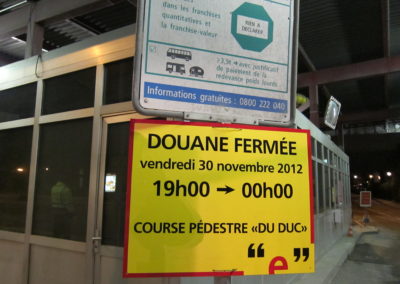 dans les franchises
quantitatives et
la franchise-valeur
RIEN A
DÉCLARER
> 3,5t → avec justificatif
de paiement de la
redevance poids lourds
Informations gratuites : 0800 222 040
DOUANE FERMÉE
vendredi 30 novembre 2012
19h00 → 00h00
COURSE PÉDESTRE «DU DUC»
“e”